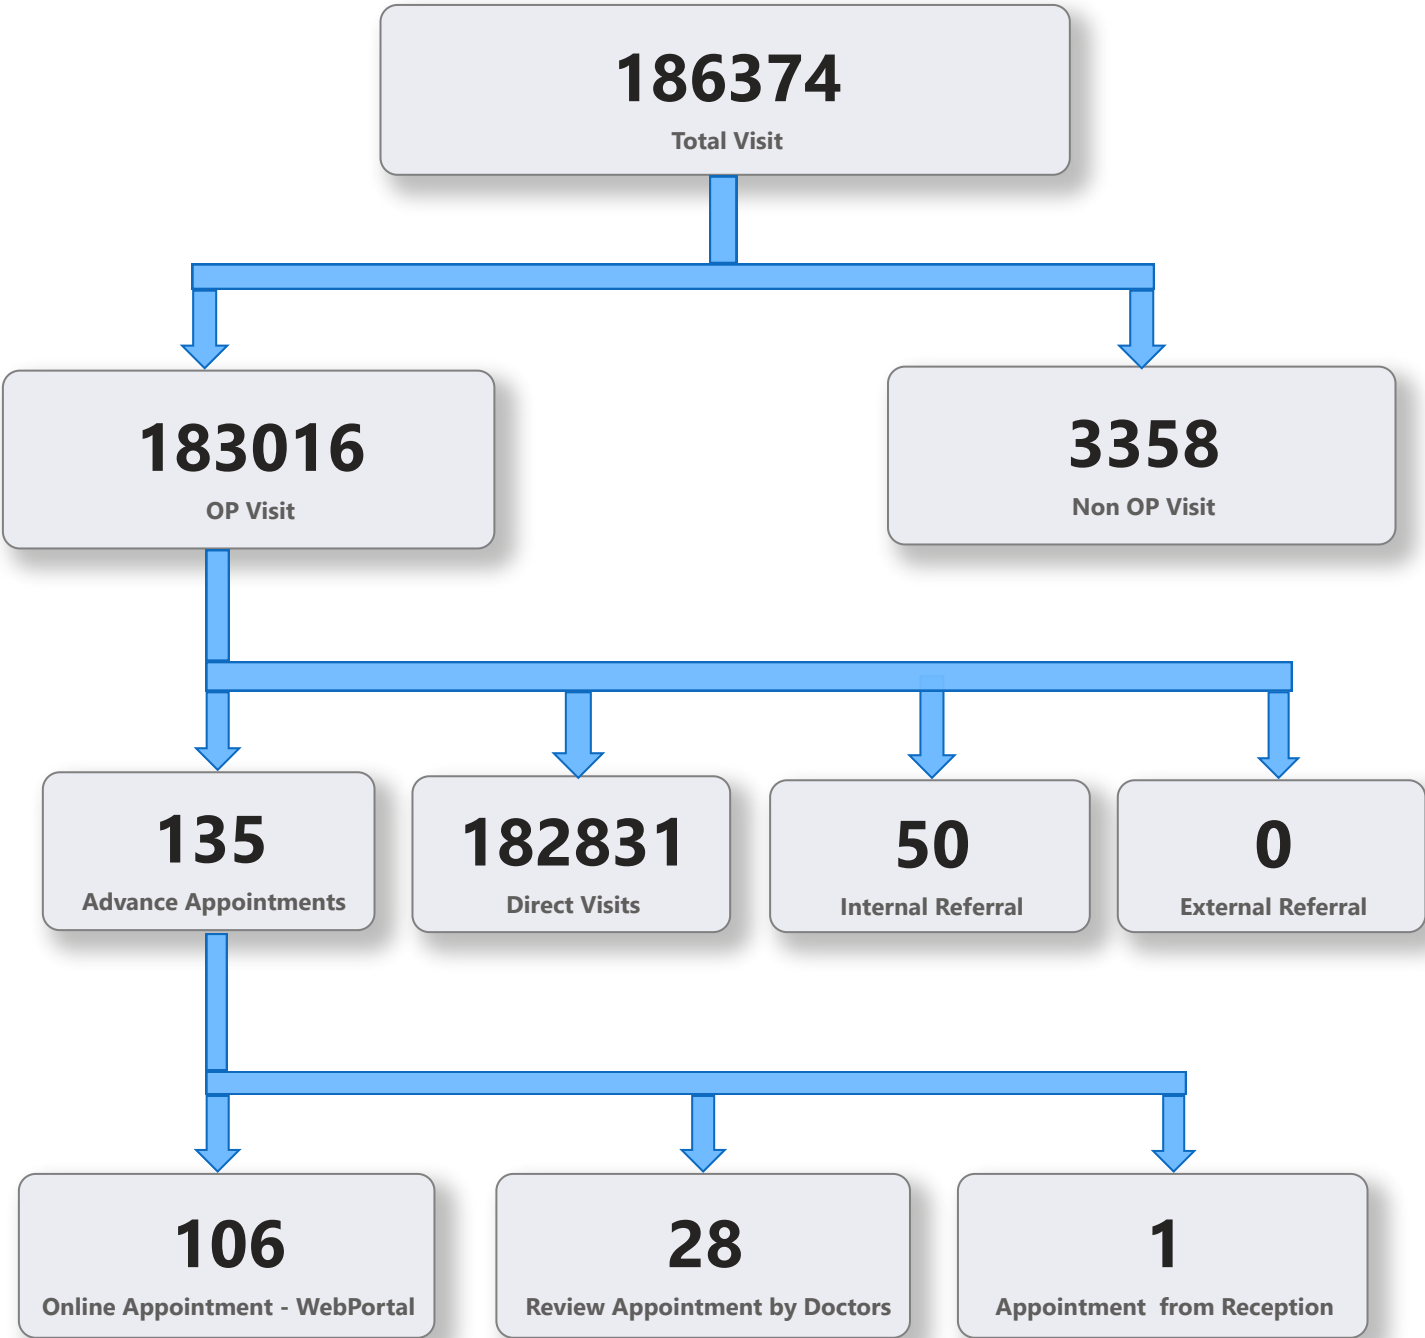 186374
Total Visit
183016
OP Visit
3358
Non OP Visit
135
Advance Appointments
182831
Direct Visits
50
Internal Referral
0
External Referral
106
Online Appointment - WebPortal
28
Review Appointment by Doctors
1
Appointment  from Reception